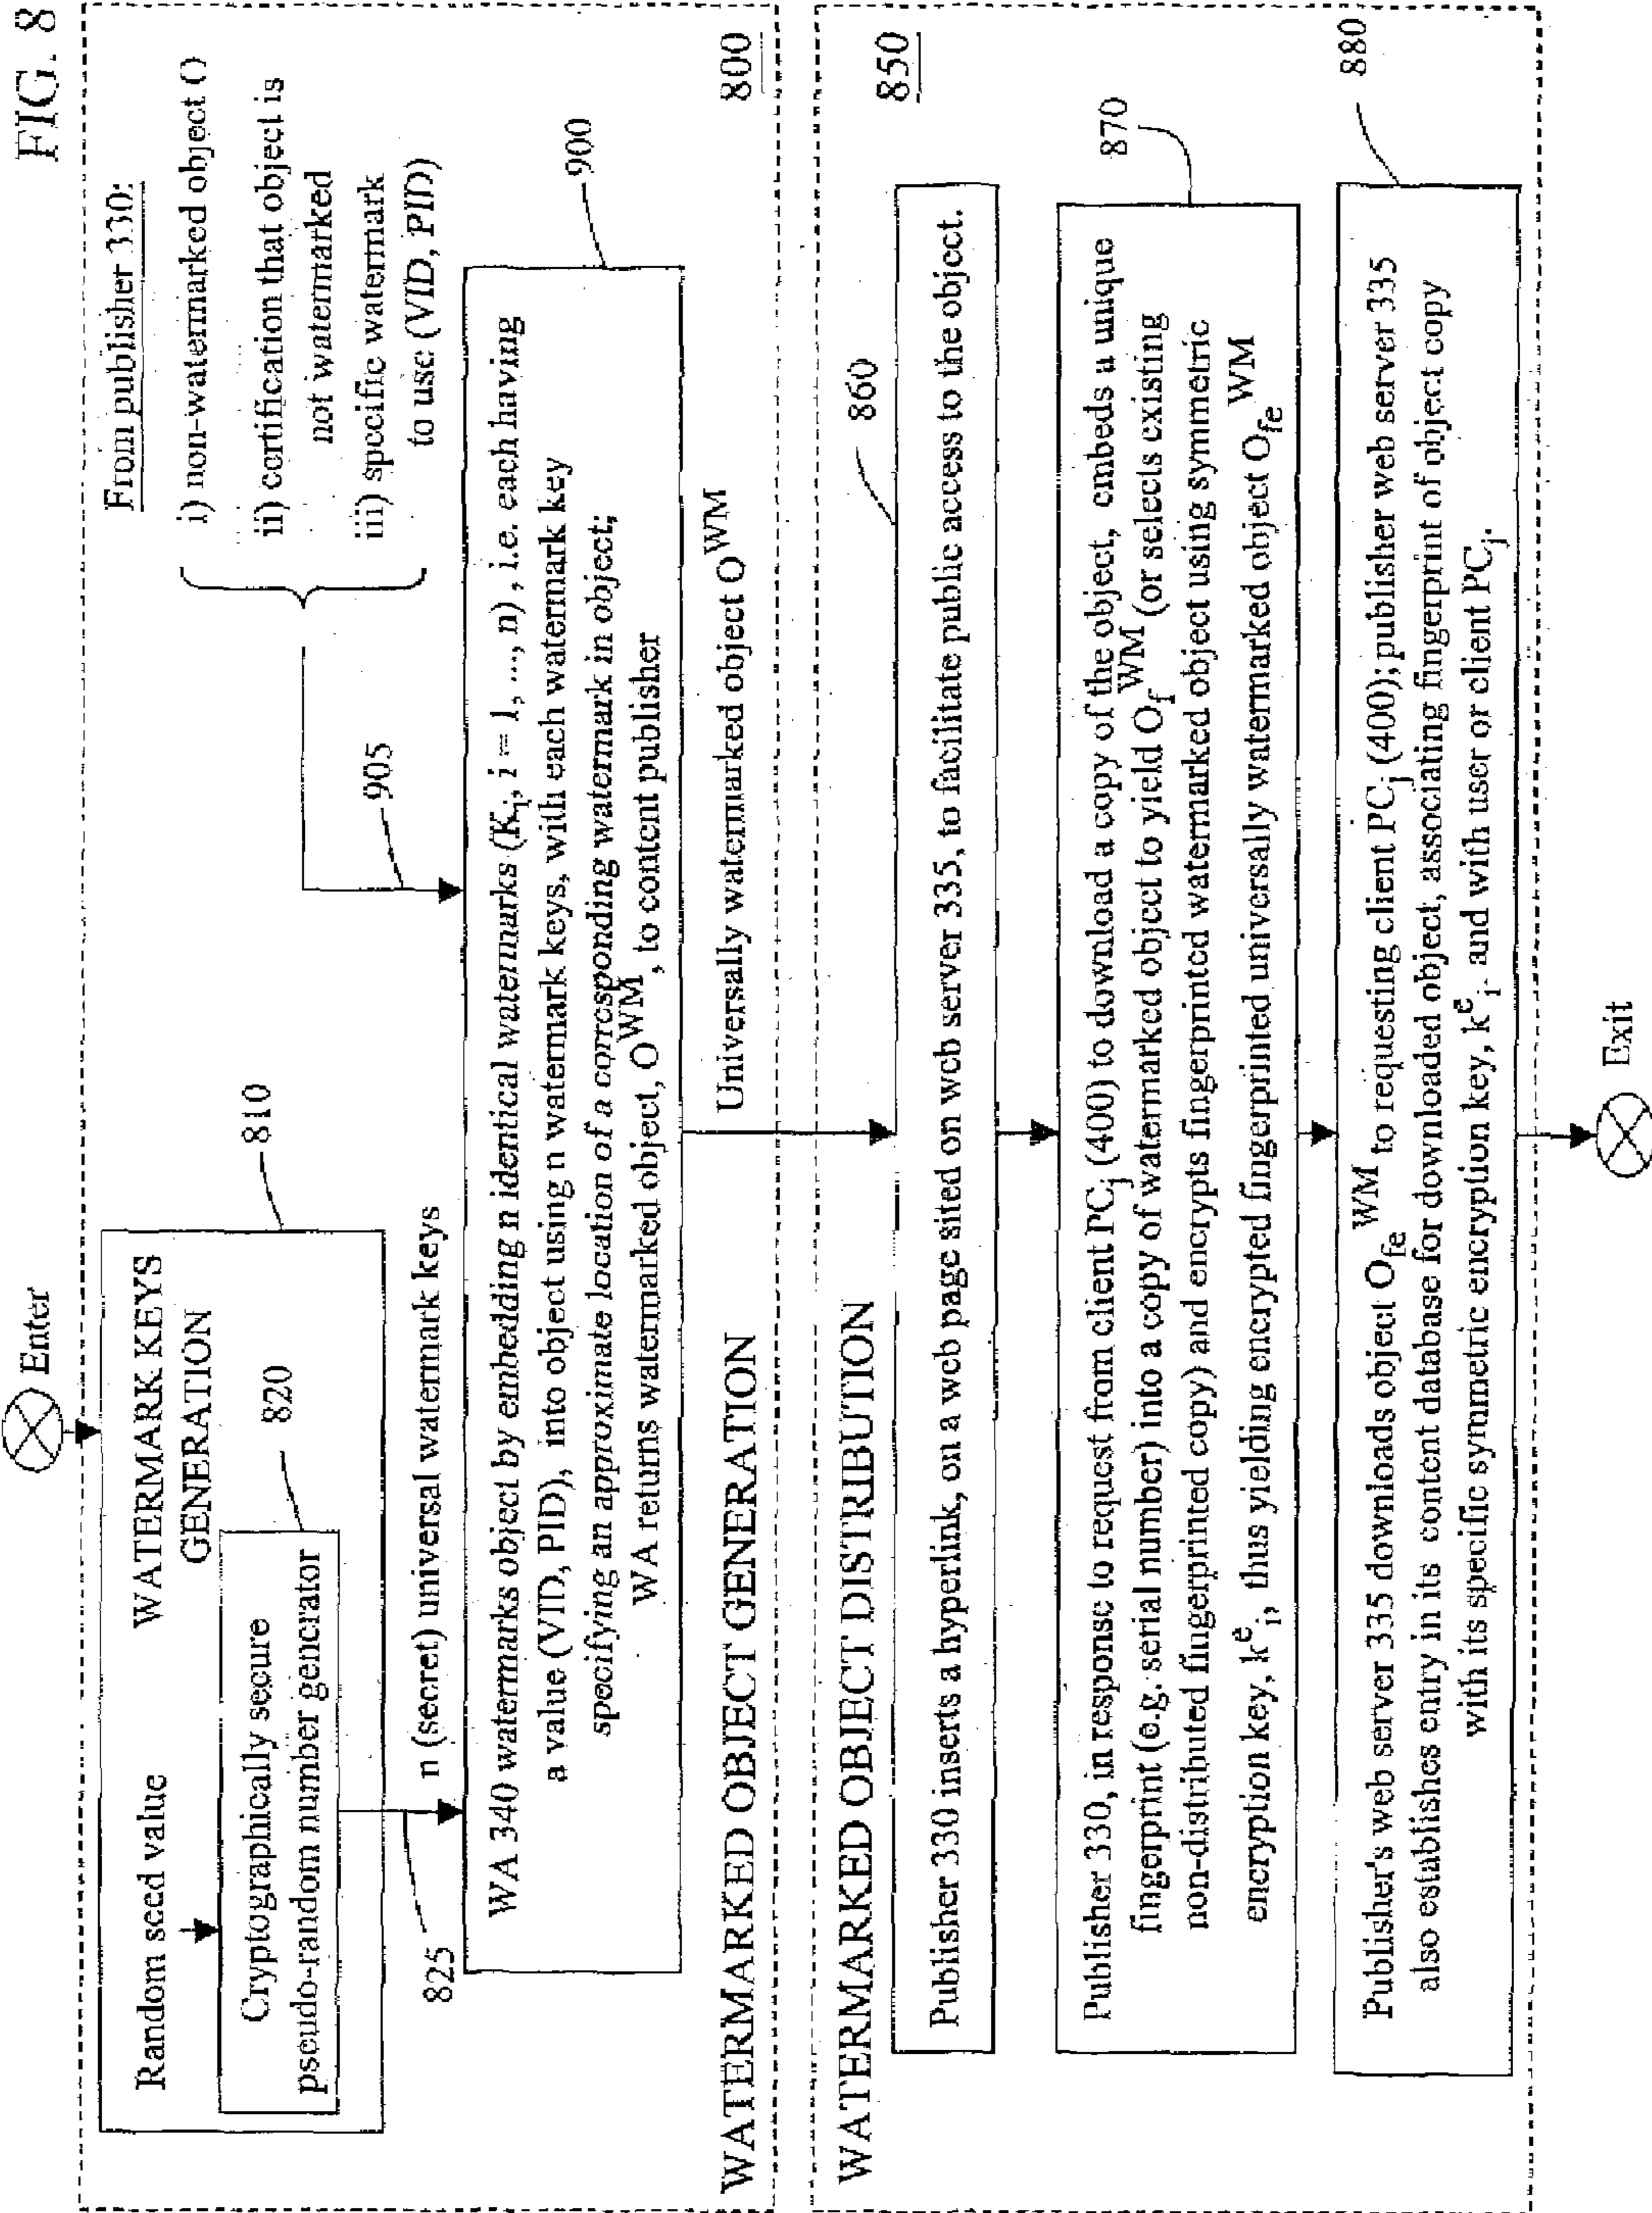 FIG. 8
Enter
810
WATERMARK KEYS
GENERATION
820
Random seed value
Cryptographically secure
pseudo-random number generator
825
n (secret) universal watermark keys
From publisher 330:
i) non-watermarked object O
ii) certification that object is
not watermarked
iii) specific watermark
to use (VID, PID)
905
900
WA 340 watermarks object by embedding n identical watermarks (K_i, i = 1, ..., n), i.e. each having
a value (VID, PID), into object using n watermark keys, with each watermark key
specifying an approximate location of a corresponding watermark in object;
WA returns watermarked object, O^WM, to content publisher
WATERMARKED OBJECT GENERATION
Universally watermarked object O^WM
800
WATERMARKED OBJECT DISTRIBUTION
850
860
Publisher 330 inserts a hyperlink, on a web page sited on web server 335, to facilitate public access to the object.
870
Publisher 330, in response to request from client PC_j (400) to download a copy of the object, embeds a unique
fingerprint (e.g. serial number) into a copy of watermarked object to yield O_f^WM (or selects existing
non-distributed fingerprinted copy) and encrypts fingerprinted watermarked object using symmetric
encryption key, k^e_i, thus yielding encrypted fingerprinted universally watermarked object O_fe^WM
880
Publisher's web server 335 downloads object O_fe^WM to requesting client PC_j (400); publisher web server 335
also establishes entry in its content database for downloaded object, associating fingerprint of object copy
with its specific symmetric encryption key, k^e_i, and with user or client PC_j.
Exit